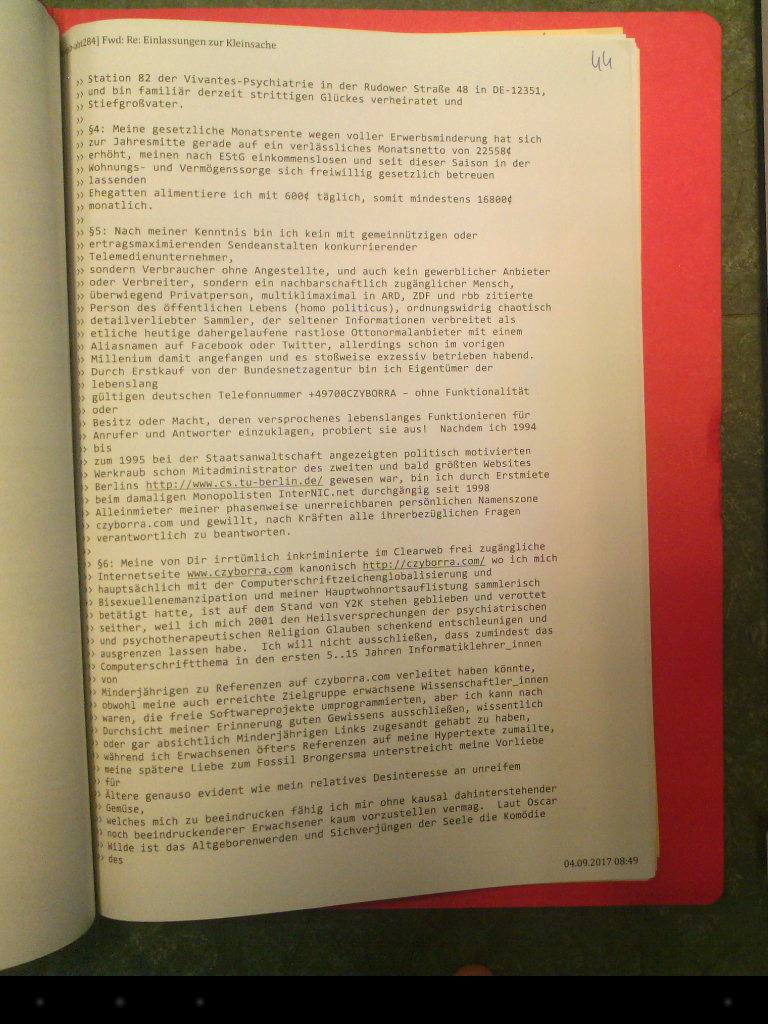 abt284] Fwd: Re: Einlassungen zur Kleinsache
44
>> Station 82 der Vivantes-Psychiatrie in der Rudower Straße 48 in DE-12351,
>> und bin familiär derzeit strittigen Glückes verheiratet und
>> Stiefgroßvater.
>>
>> §4: Meine gesetzliche Monatsrente wegen voller Erwerbsminderung hat sich
>> zur Jahresmitte gerade auf ein verlässliches Monatsnetto von 22558¢
>> erhöht, meinen nach EStG einkommenslosen und seit dieser Saison in der
>> Wohnungs- und Vermögenssorge sich freiwillig gesetzlich betreuen
>> lassenden
>> Ehegatten alimentiere ich mit 600¢ täglich, somit mindestens 16800¢
>> monatlich.
>>
>> §5: Nach meiner Kenntnis bin ich kein mit gemeinnützigen oder
>> ertragsmaximierenden Sendeanstalten konkurrierender
>> Telemedienunternehmer,
>> sondern Verbraucher ohne Angestellte, und auch kein gewerblicher Anbieter
>> oder Verbreiter, sondern ein nachbarschaftlich zugänglicher Mensch,
>> überwiegend Privatperson, multiklimaximal in ARD, ZDF und rbb zitierte
>> Person des öffentlichen Lebens (homo politicus), ordnungswidrig chaotisch
>> detailverliebter Sammler, der seltener Informationen verbreitet als
>> etliche heutige dahergelaufene rastlose Ottonormalanbieter mit einem
>> Aliasnamen auf Facebook oder Twitter, allerdings schon im vorigen
>> Millenium damit angefangen und es stoßweise exzessiv betrieben habend.
>> Durch Erstkauf von der Bundesnetzagentur bin ich Eigentümer der
>> lebenslang
>> gültigen deutschen Telefonnummer +49700CZYBORRA – ohne Funktionalität
>> oder
>> Besitz oder Macht, deren versprochenes lebenslanges Funktionieren für
>> Anrufer und Antworter einzuklagen, probiert sie aus! Nachdem ich 1994
>> bis
>> zum 1995 bei der Staatsanwaltschaft angezeigten politisch motivierten
>> Werkraub schon Mitadministrator des zweiten und bald größten Websites
>> Berlins http://www.cs.tu-berlin.de/ gewesen war, bin ich durch Erstmiete
>> beim damaligen Monopolisten InterNIC.net durchgängig seit 1998
>> Alleinmieter meiner phasenweise unerreichbaren persönlichen Namenszone
>> czyborra.com und gewillt, nach Kräften alle ihrerbezüglichen Fragen
>> verantwortlich zu beantworten.
>>
>> §6: Meine von Dir irrtümlich inkriminierte im Clearweb frei zugängliche
>> Internetseite www.czyborra.com kanonisch http://czyborra.com/ wo ich mich
>> hauptsächlich mit der Computerschriftzeichenglobalisierung und
>> Bisexuellenemanzipation und meiner Hauptwohnortsauflistung sammlerisch
>> betätigt hatte, ist auf dem Stand von Y2K stehen geblieben und verottet
>> seither, weil ich mich 2001 den Heilsversprechungen der psychiatrischen
>> und psychotherapeutischen Religion Glauben schenkend entschleunigen und
>> ausgrenzen lassen habe. Ich will nicht ausschließen, dass zumindest das
>> Computerschriftthema in den ersten 5..15 Jahren Informatiklehrer_innen
>> von
>> Minderjährigen zu Referenzen auf czyborra.com verleitet haben könnte,
>> obwohl meine auch erreichte Zielgruppe erwachsene Wissenschaftler_innen
>> waren, die freie Softwareprojekte umprogrammierten, aber ich kann nach
>> Durchsicht meiner Erinnerung guten Gewissens ausschließen, wissentlich
>> oder gar absichtlich Minderjährigen Links zugesandt gehabt zu haben,
>> während ich Erwachsenen öfters Referenzen auf meine Hypertexte zumailte,
>> meine spätere Liebe zum Fossil Brongersma unterstreicht meine Vorliebe
>> für
>> Ältere genauso evident wie mein relatives Desinteresse an unreifem
>> Gemüse,
>> welches mich zu beeindrucken fähig ich mir ohne kausal dahinterstehender
>> noch beeindruckenderer Erwachsener kaum vorzustellen vermag. Laut Oscar
>> Wilde ist das Altgeborenwerden und Sichverjüngen der Seele die Komödie
>> des
04.09.2017 08:49